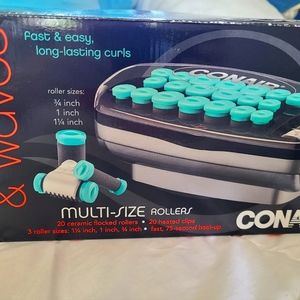 & waves
fast & easy,
long-lasting curls
roller sizes:
¾ inch
1 inch
1¼ inch
CONAIR
MULTI-SIZE ROLLERS
20 ceramic flocked rollers • 20 heated clips
3 roller sizes: 1¼ inch, 1 inch, ¾ inch • fast, 75-second heat-up
CONA